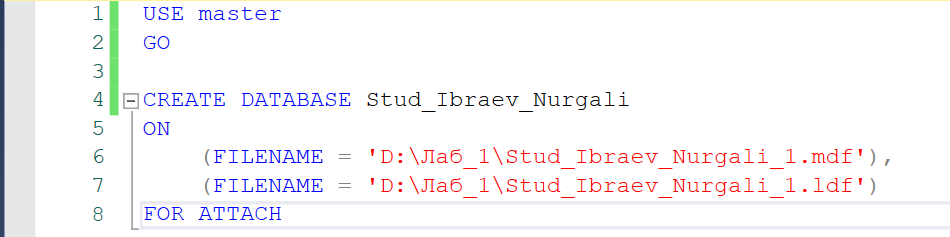 1 USE master
2 GO
3
4 CREATE DATABASE Stud_Ibraev_Nurgali
5 ON
6 (FILENAME = 'D:\Лаб_1\Stud_Ibraev_Nurgali_1.mdf'),
7 (FILENAME = 'D:\Лаб_1\Stud_Ibraev_Nurgali_1.ldf')
8 FOR ATTACH